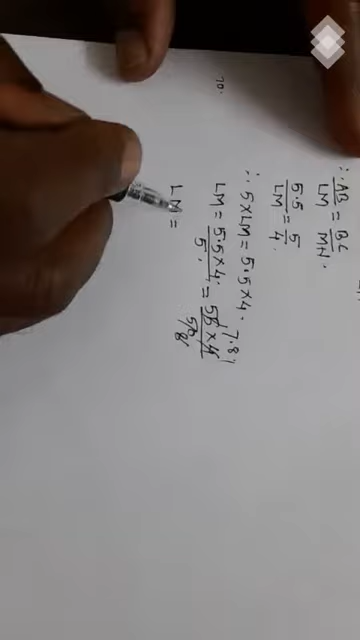 ∴ AB/LM = BC/MN.
5.5/LM = 5/4.
∴ 5 × LM = 5.5 × 4.
LM = 5.5 × 4/5. = 55 × 4/50
LM =